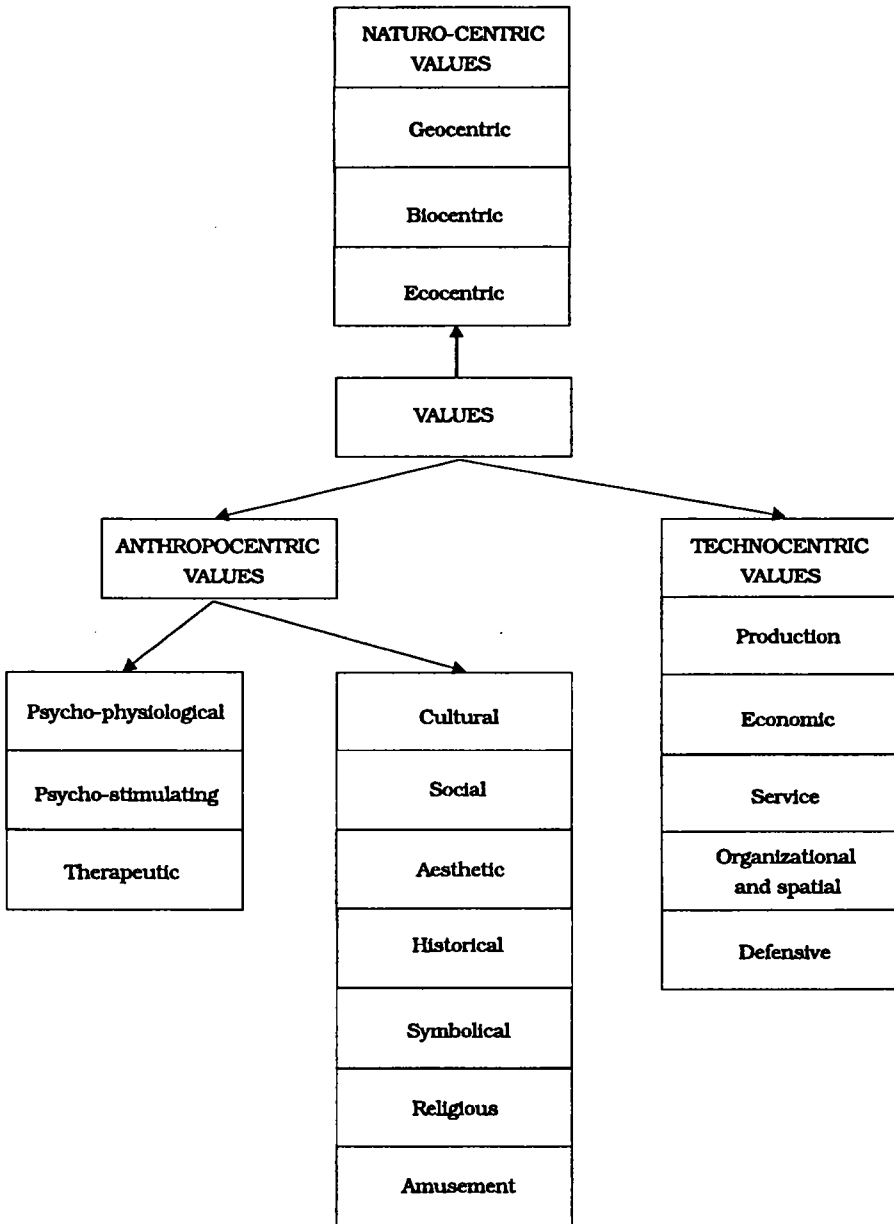 NATURO-CENTRIC
VALUES
Geocentric
Biocentric
Ecocentric
VALUES
ANTHROPOCENTRIC
VALUES
TECHNOCENTRIC
VALUES
Production
Economic
Service
Organizational
and spatial
Defensive
Psycho-physiological
Psycho-stimulating
Therapeutic
Cultural
Social
Aesthetic
Historical
Symbolical
Religious
Amusement